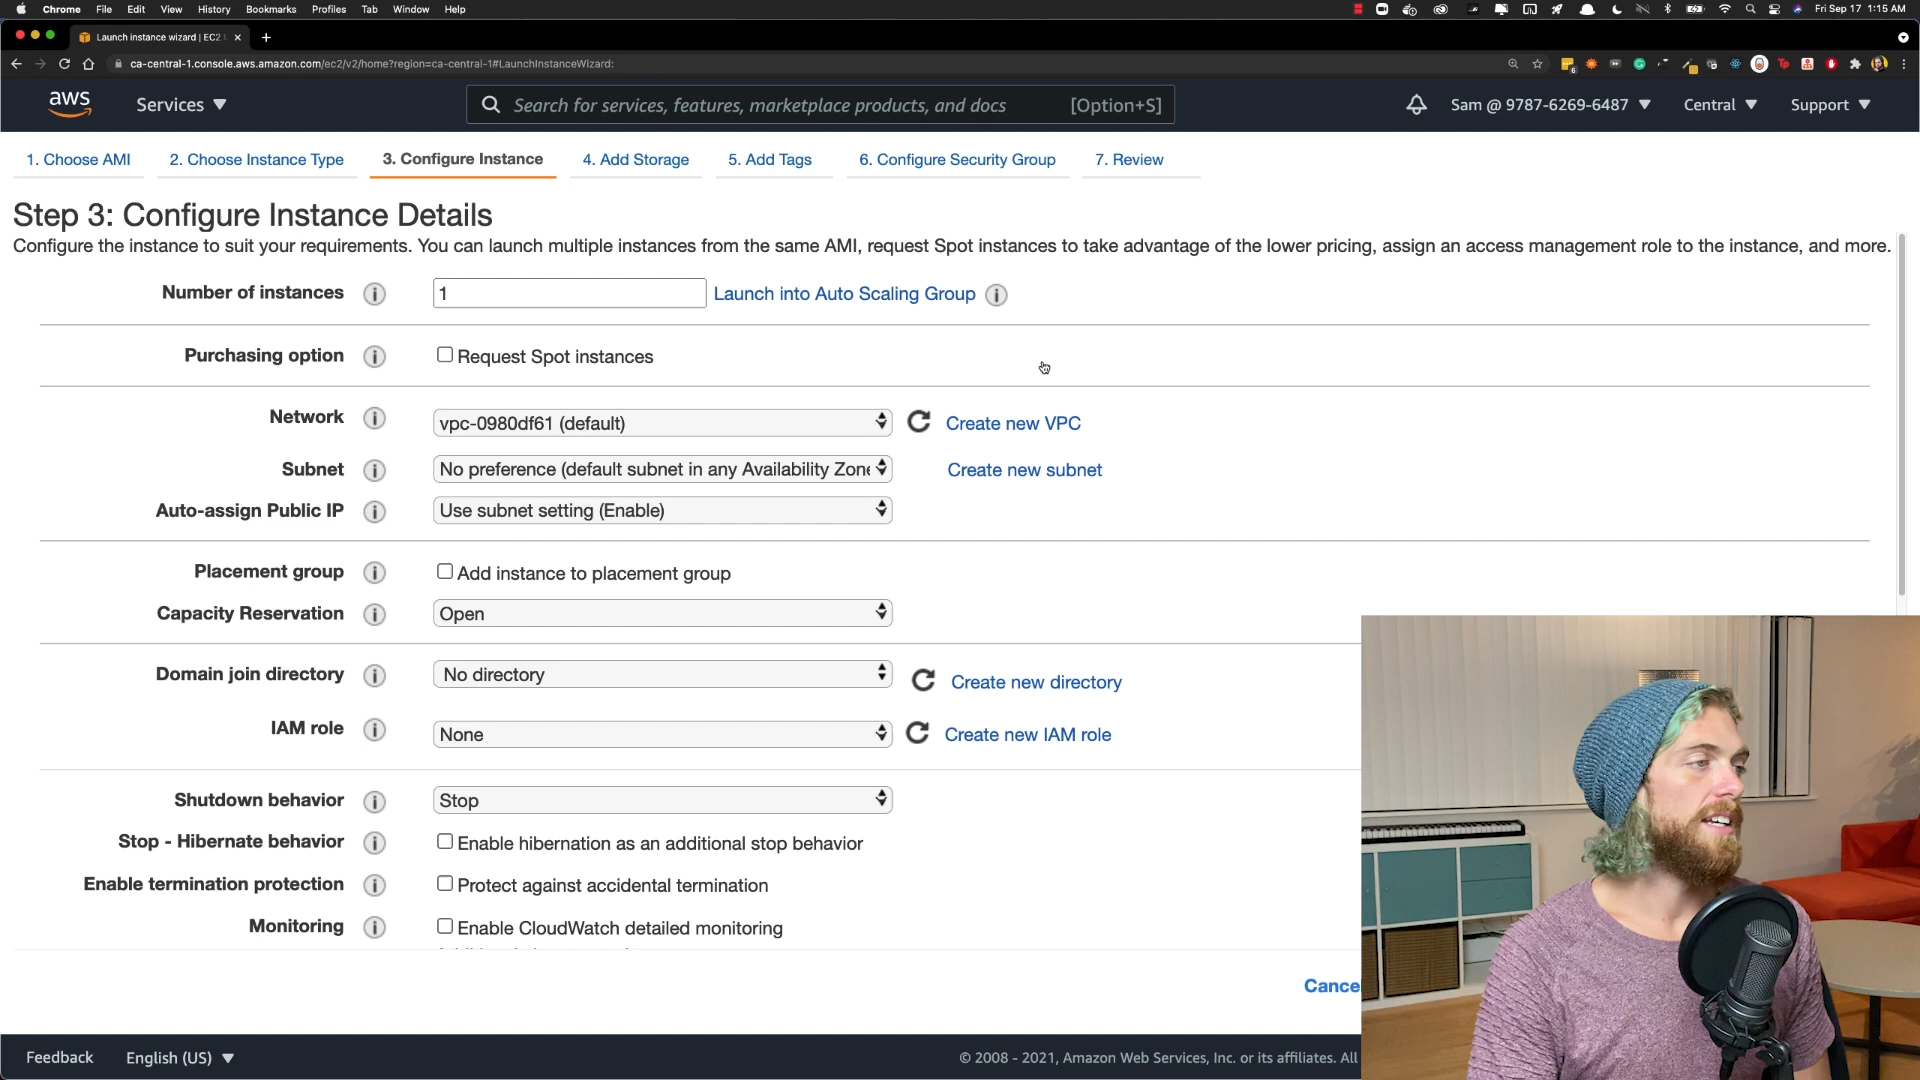 Chrome File Edit View History Bookmarks Profiles Tab Window Help Fri Sep 17 1:15 AM
Launch instance wizard | EC2
ca-central-1.console.aws.amazon.com/ec2/v2/home?region=ca-central-1#LaunchInstanceWizard:
aws Services Search for services, features, marketplace products, and docs [Option+S] Sam @ 9787-6269-6487 Central Support
1. Choose AMI 2. Choose Instance Type 3. Configure Instance 4. Add Storage 5. Add Tags 6. Configure Security Group 7. Review
Step 3: Configure Instance Details
Configure the instance to suit your requirements. You can launch multiple instances from the same AMI, request Spot instances to take advantage of the lower pricing, assign an access management role to the instance, and more.
Number of instances 1 Launch into Auto Scaling Group
Purchasing option Request Spot instances
Network vpc-0980df61 (default) Create new VPC
Subnet No preference (default subnet in any Availability Zone Create new subnet
Auto-assign Public IP Use subnet setting (Enable)
Placement group Add instance to placement group
Capacity Reservation Open
Domain join directory No directory Create new directory
IAM role None Create new IAM role
Shutdown behavior Stop
Stop - Hibernate behavior Enable hibernation as an additional stop behavior
Enable termination protection Protect against accidental termination
Monitoring Enable CloudWatch detailed monitoring
Cance
Feedback English (US) © 2008 - 2021, Amazon Web Services, Inc. or its affiliates. All